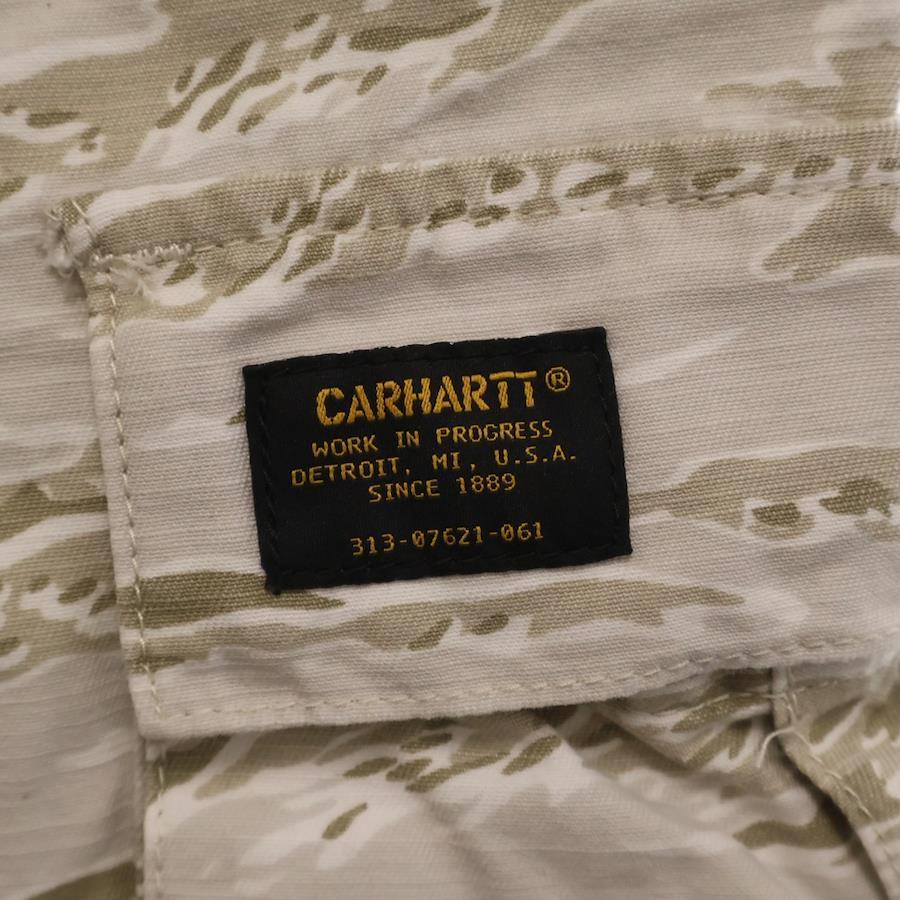 CARHARTT®
WORK IN PROGRESS
DETROIT, MI, U.S.A.
SINCE 1889
313-07621-061